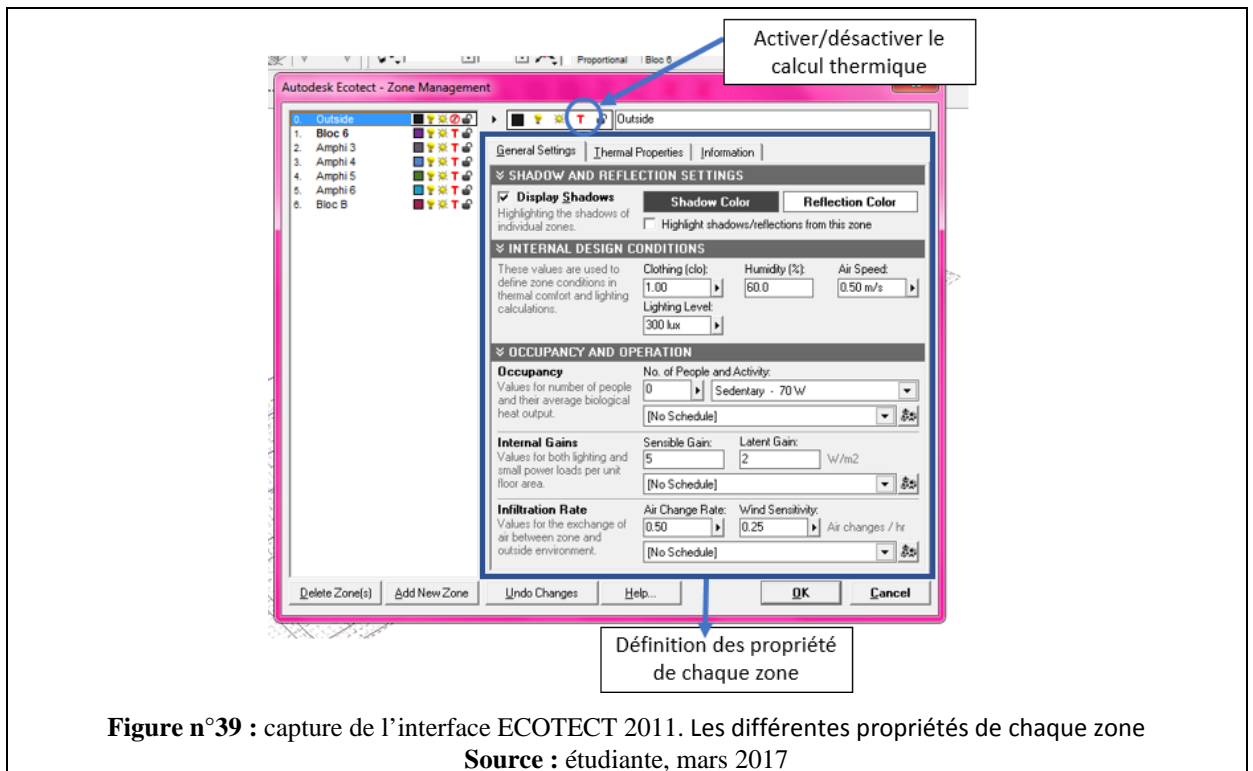 Activer/désactiver le
calcul thermique
Proportional Bloc 6
Autodesk Ecotect - Zone Management
0. Outside T Outside
1. Bloc 6 T
2. Amphi 3 T
3. Amphi 4 T
4. Amphi 5 T
5. Amphi 6 T
6. Bloc B T
General Settings Thermal Properties Information
SHADOW AND REFLECTION SETTINGS
Display Shadows Shadow Color Reflection Color
Highlighting the shadows of
individual zones. Highlight shadows/reflections from this zone
INTERNAL DESIGN CONDITIONS
These values are used to
define zone conditions in
thermal comfort and lighting
calculations.
Clothing (clo): Humidity (%): Air Speed:
1.00 60.0 0.50 m/s
Lighting Level:
300 lux
OCCUPANCY AND OPERATION
Occupancy
Values for number of people
and their average biological
heat output.
No. of People and Activity:
0 Sedentary - 70 W
[No Schedule]
Internal Gains
Values for both lighting and
small power loads per unit
floor area.
Sensible Gain: Latent Gain:
5 2 W/m2
[No Schedule]
Infiltration Rate
Values for the exchange of
air between zone and
outside environment.
Air Change Rate: Wind Sensitivity:
0.50 0.25 Air changes / hr
[No Schedule]
Delete Zone(s) Add New Zone Undo Changes Help... OK Cancel
Définition des propriété
de chaque zone
Figure n°39 : capture de l'interface ECOTECT 2011. Les différentes propriétés de chaque zone
Source : étudiante, mars 2017